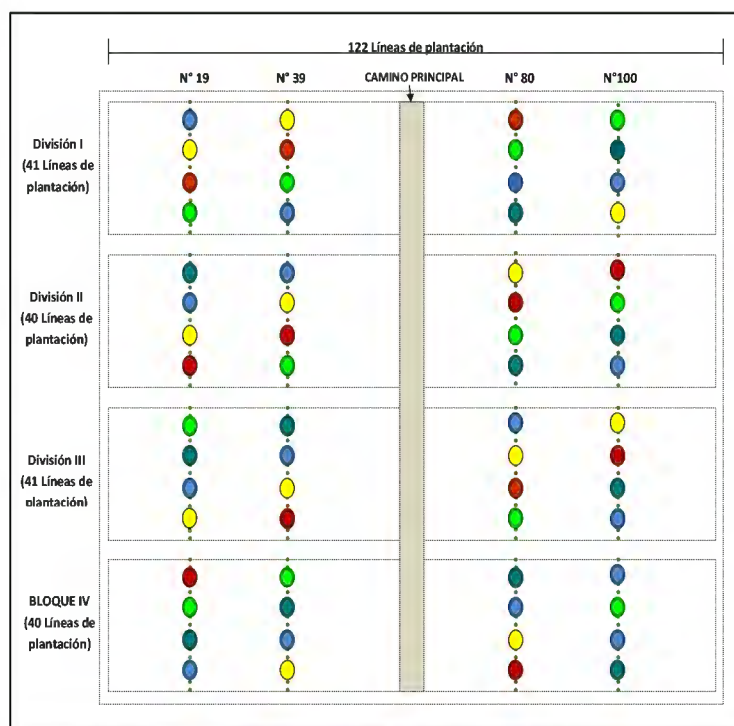 122 Líneas de plantación
N° 19 N° 39 CAMINO PRINCIPAL N° 80 N°100
División I
(41 Líneas de
plantación)
División II
(40 Líneas de
plantación)
División III
(41 Líneas de
plantación)
BLOQUE IV
(40 Líneas de
plantación)